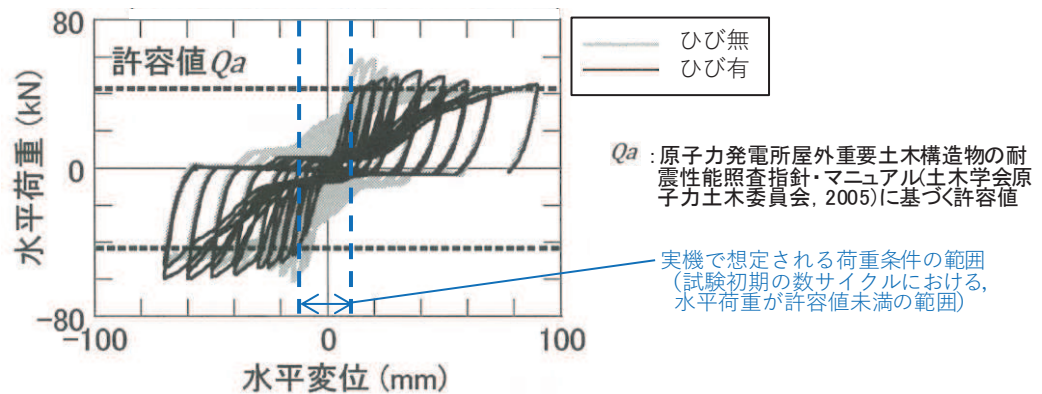 80
許容値Qa
0
−80
−100
0
100
水平荷重 (kN)
水平変位 (mm)
ひび無
ひび有
Qa ：原子力発電所屋外重要土木構造物の耐
震性能照査指針・マニュアル(土木学会原
子力土木委員会, 2005)に基づく許容値
実機で想定される荷重条件の範囲
(試験初期の数サイクルにおける,
水平荷重が許容値未満の範囲)